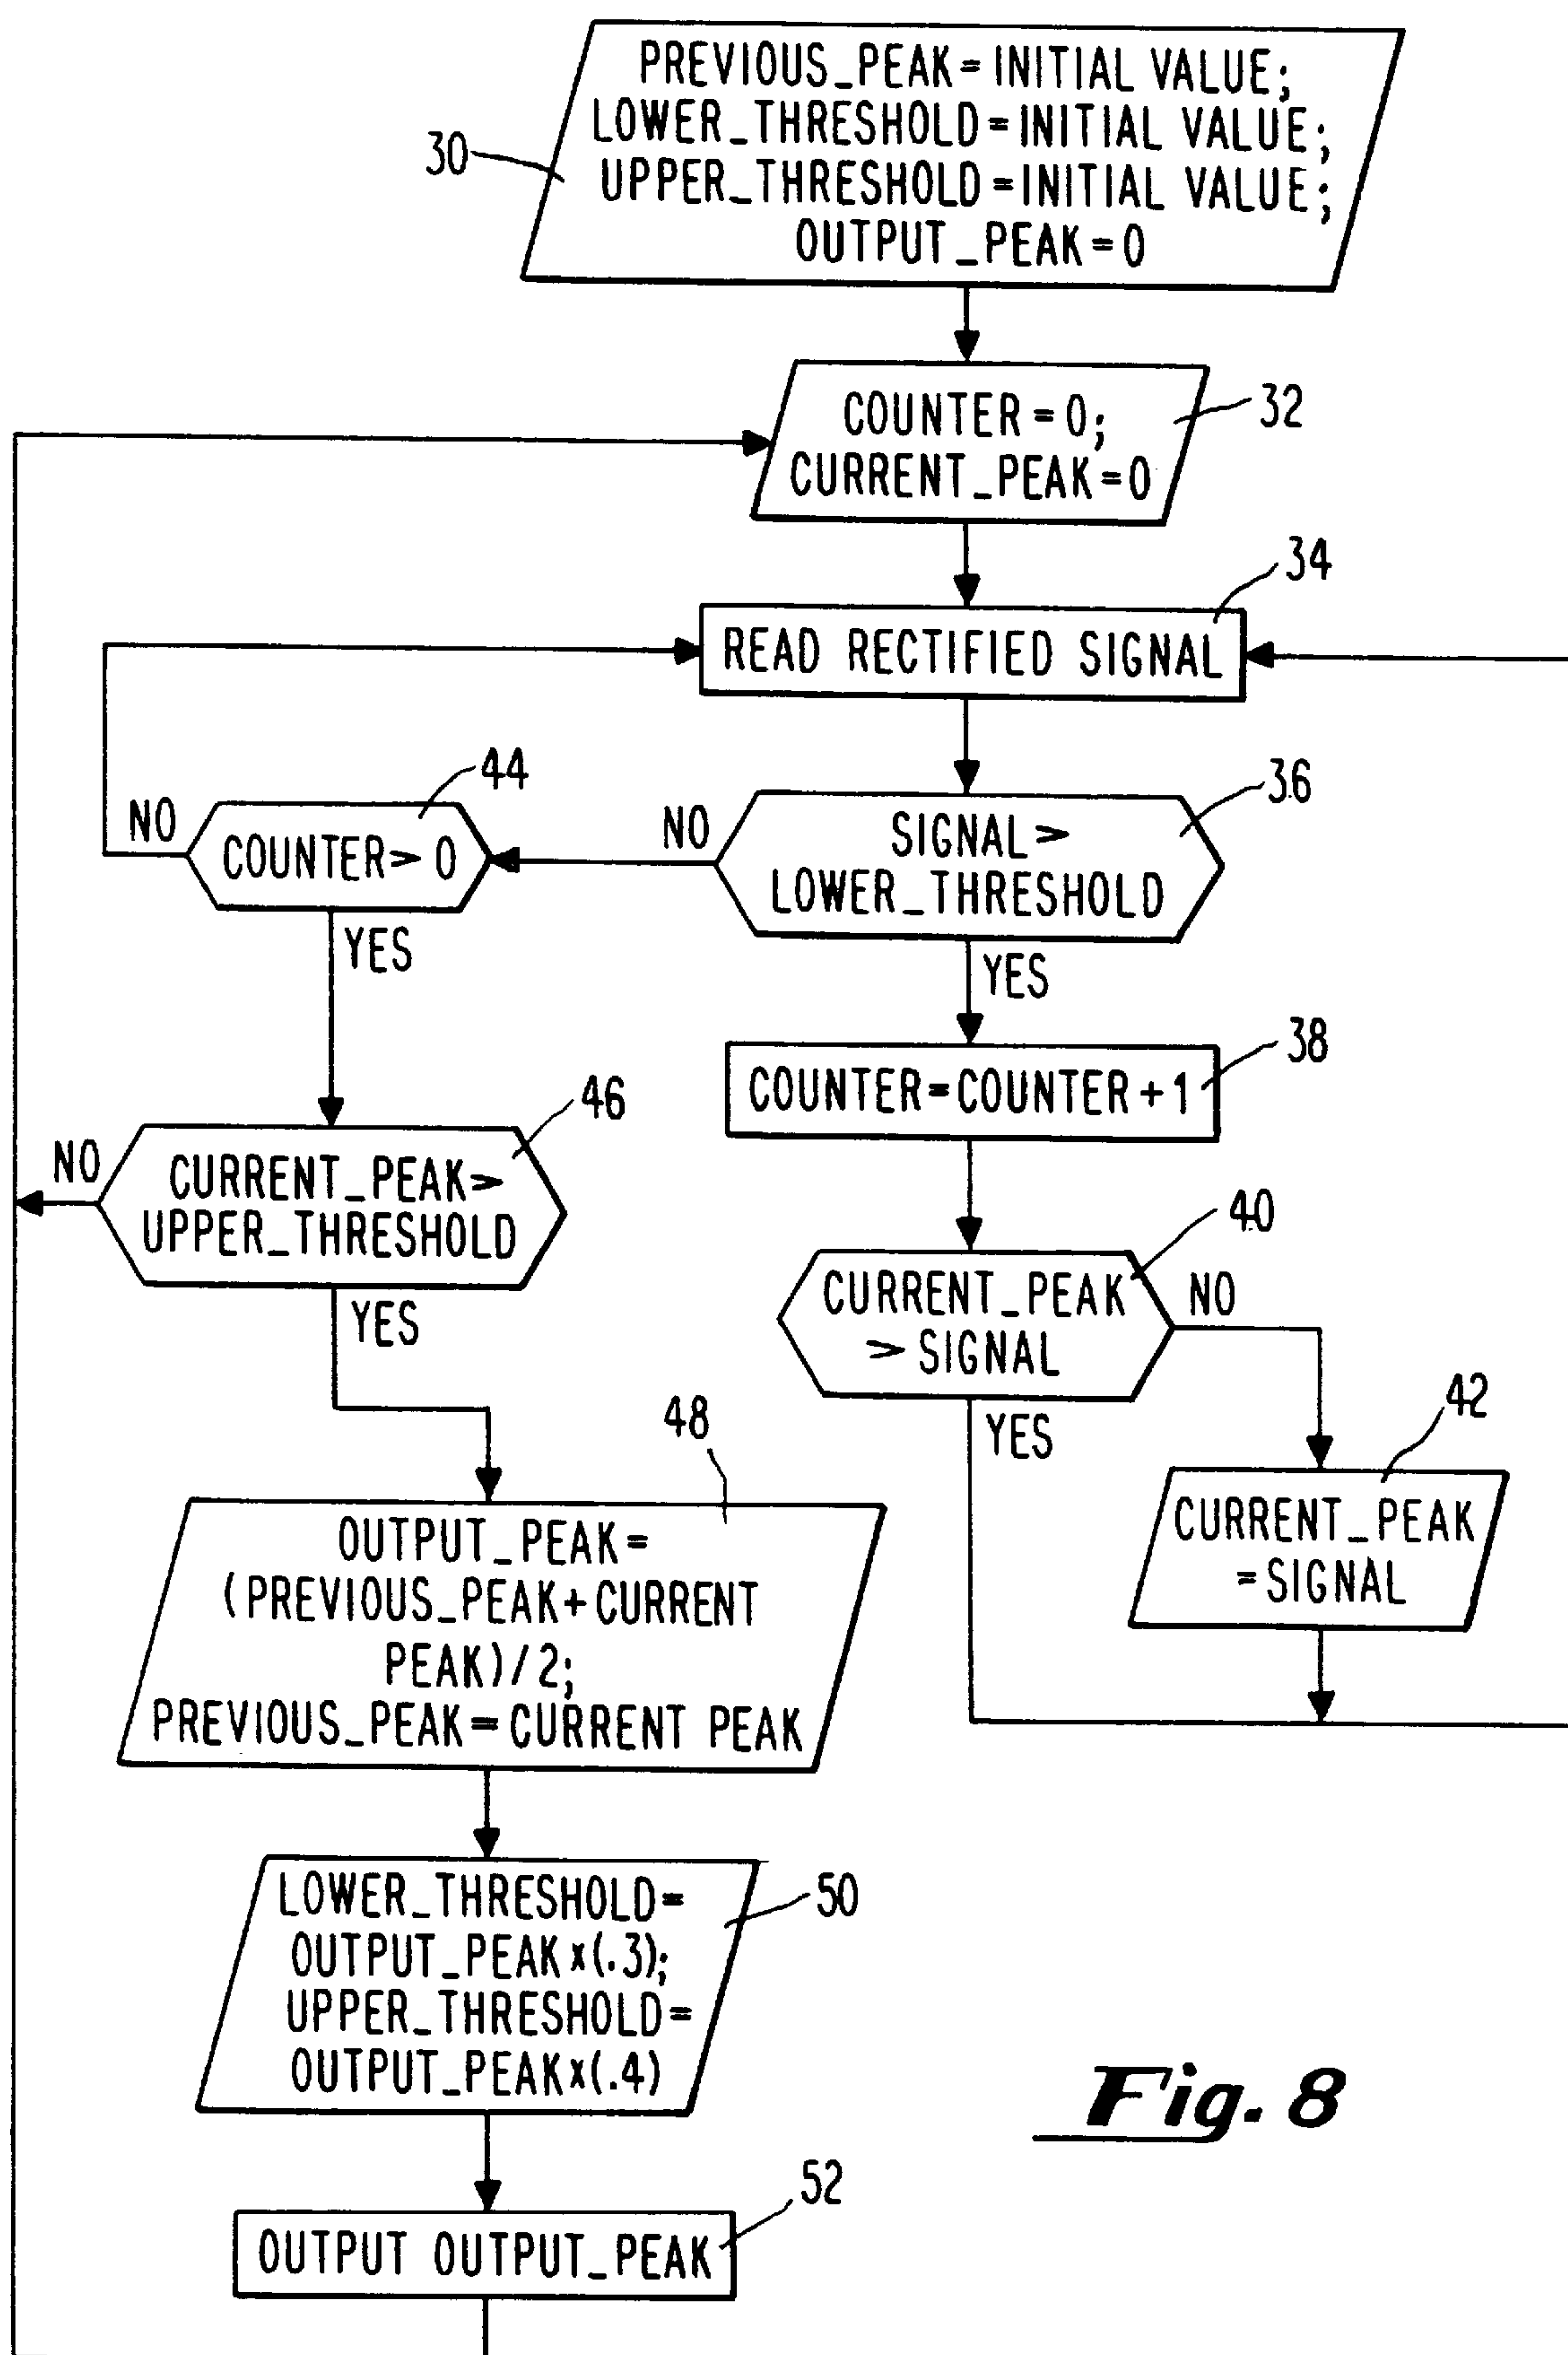 PREVIOUS_PEAK=INITIAL VALUE;
LOWER_THRESHOLD=INITIAL VALUE;
30
UPPER_THRESHOLD=INITIAL VALUE;
OUTPUT_PEAK=0
COUNTER=0;
32
CURRENT_PEAK=0
34
READ RECTIFIED SIGNAL
44
36
NO
COUNTER>0
NO
SIGNAL>
LOWER_THRESHOLD
YES
YES
38
COUNTER=COUNTER+1
46
NO
CURRENT_PEAK>
UPPER_THRESHOLD
40
CURRENT_PEAK
>SIGNAL
NO
YES
YES
48
42
CURRENT_PEAK
=SIGNAL
OUTPUT_PEAK=
(PREVIOUS_PEAK+CURRENT
PEAK)/2;
PREVIOUS_PEAK=CURRENT PEAK
LOWER_THRESHOLD=
50
OUTPUT_PEAKx(.3);
UPPER_THRESHOLD=
OUTPUT_PEAKx(.4)
Fig. 8
52
OUTPUT OUTPUT_PEAK